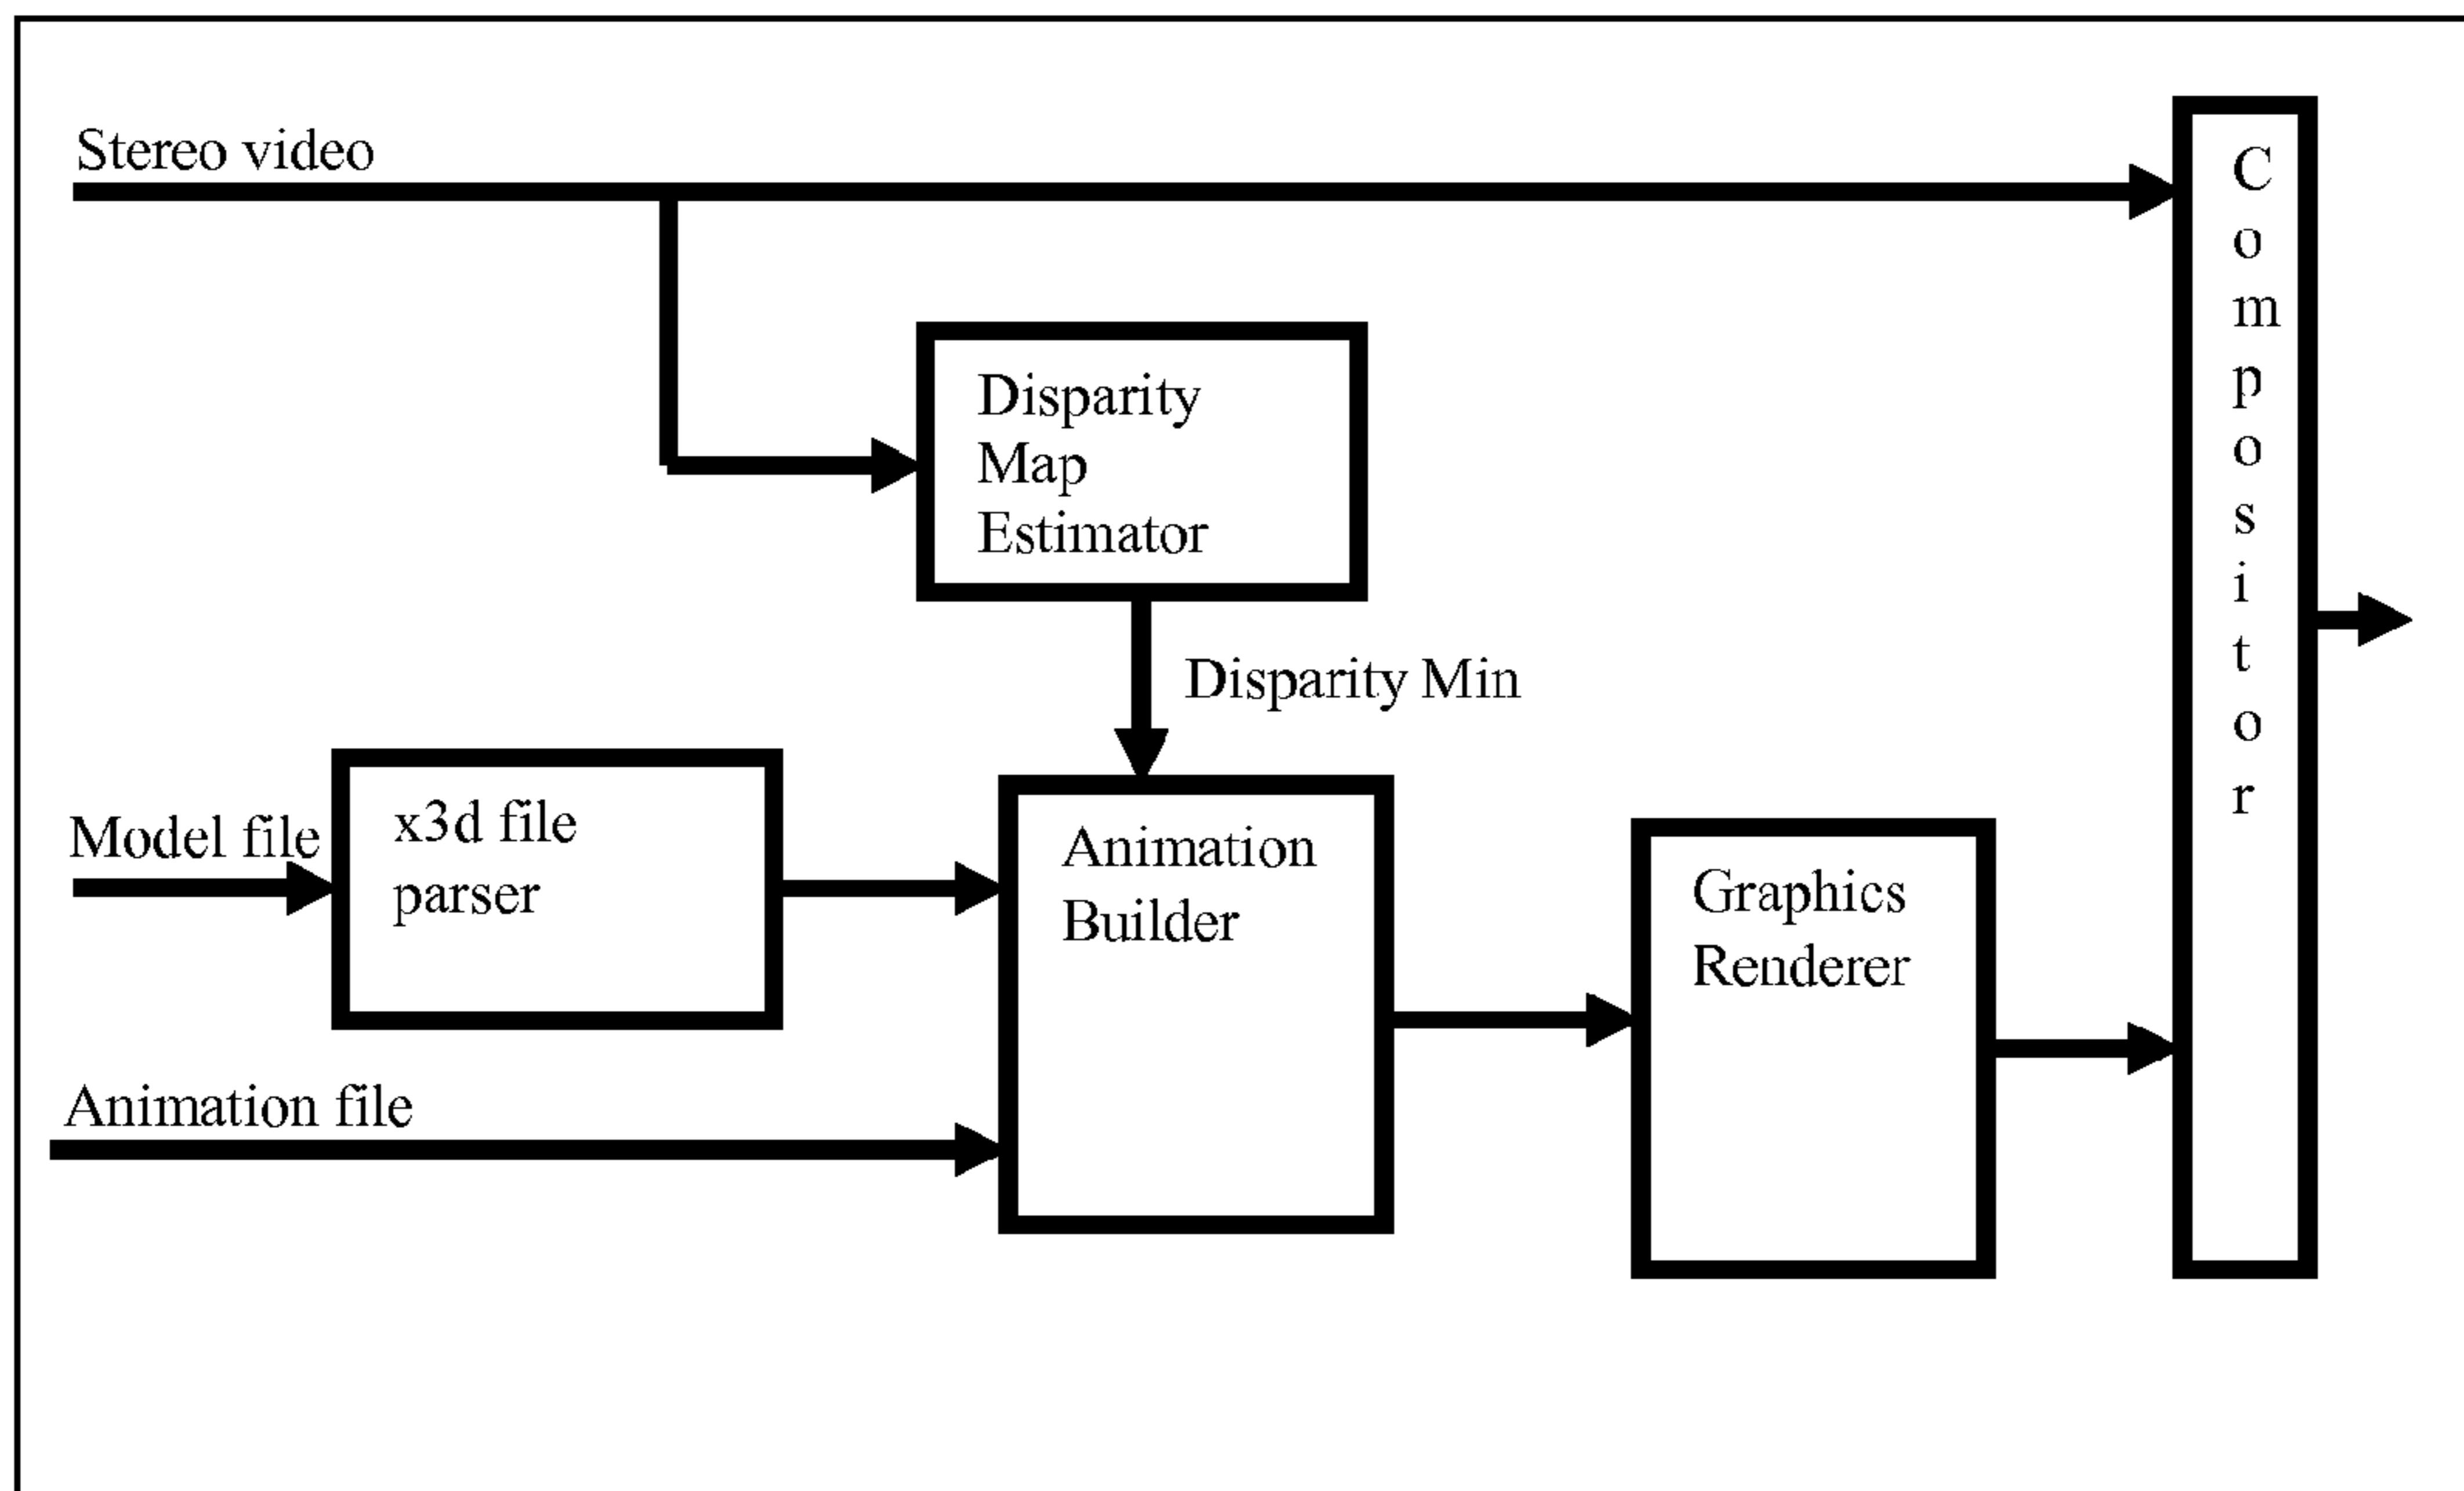 Stereo video
Disparity
Map
Estimator
Disparity Min
Model file
x3d file
parser
Animation
Builder
Animation file
Graphics
Renderer
C
o
m
p
o
s
i
t
o
r